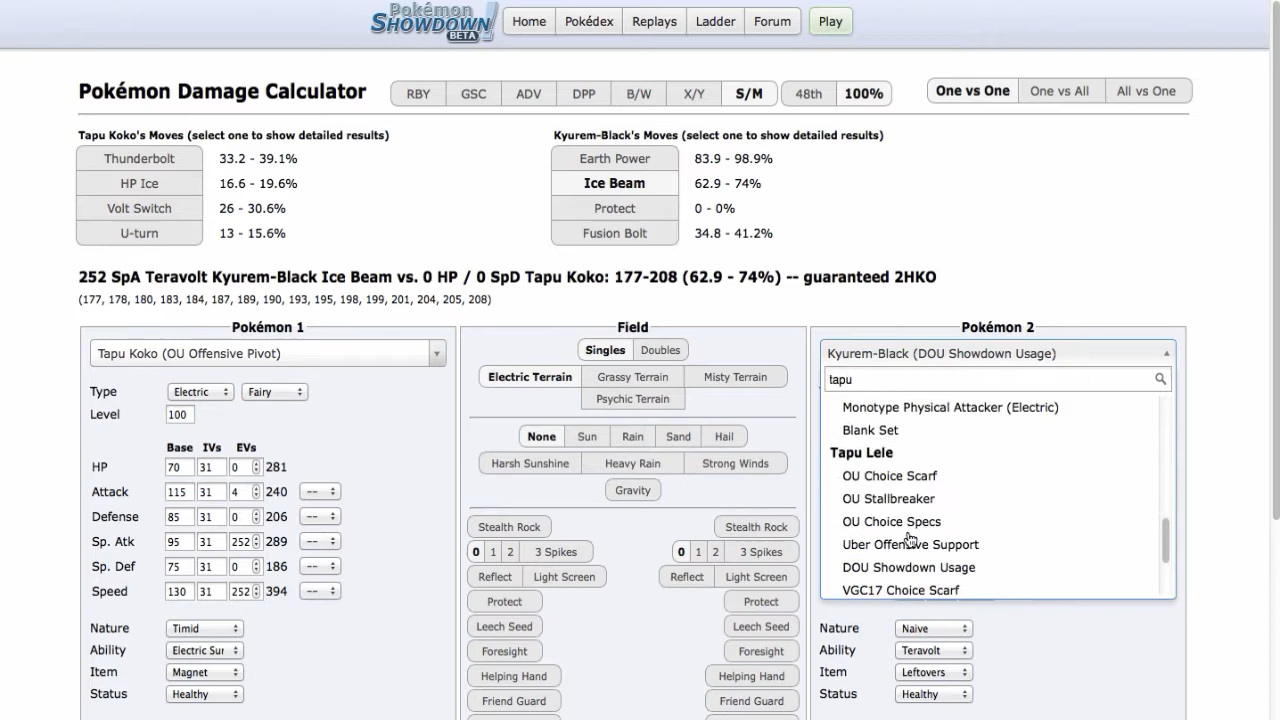 Pokémon
SHOWDOWN!
BETA
Home Pokédex Replays Ladder Forum Play
Pokémon Damage Calculator RBY GSC ADV DPP B/W X/Y S/M 48th 100% One vs One One vs All All vs One
Tapu Koko's Moves (select one to show detailed results) Kyurem-Black's Moves (select one to show detailed results)
Thunderbolt 33.2 - 39.1% Earth Power 83.9 - 98.9%
HP Ice 16.6 - 19.6% Ice Beam 62.9 - 74%
Volt Switch 26 - 30.6% Protect 0 - 0%
U-turn 13 - 15.6% Fusion Bolt 34.8 - 41.2%
252 SpA Teravolt Kyurem-Black Ice Beam vs. 0 HP / 0 SpD Tapu Koko: 177-208 (62.9 - 74%) -- guaranteed 2HKO
(177, 178, 180, 183, 184, 187, 189, 190, 193, 195, 198, 199, 201, 204, 205, 208)
Pokémon 1 Field Pokémon 2
Tapu Koko (OU Offensive Pivot) Singles Doubles Kyurem-Black (DOU Showdown Usage)
Electric Terrain Grassy Terrain Misty Terrain tapu
Type Electric Fairy Psychic Terrain Monotype Physical Attacker (Electric)
Level 100 Blank Set
Base IVs EVs None Sun Rain Sand Hail Tapu Lele
HP 70 31 0 281 Harsh Sunshine Heavy Rain Strong Winds OU Choice Scarf
Attack 115 31 4 240 -- Gravity OU Stallbreaker
Defense 85 31 0 206 -- Stealth Rock Stealth Rock OU Choice Specs
Sp. Atk 95 31 252 289 -- 0 1 2 3 Spikes 0 1 2 3 Spikes Uber Offensive Support
Sp. Def 75 31 0 186 -- Reflect Light Screen Reflect Light Screen DOU Showdown Usage
Speed 130 31 252 394 -- Protect Protect VGC17 Choice Scarf
Nature Timid Leech Seed Leech Seed Nature Naive
Ability Electric Sur Foresight Foresight Ability Teravolt
Item Magnet Helping Hand Helping Hand Item Leftovers
Status Healthy Friend Guard Friend Guard Status Healthy